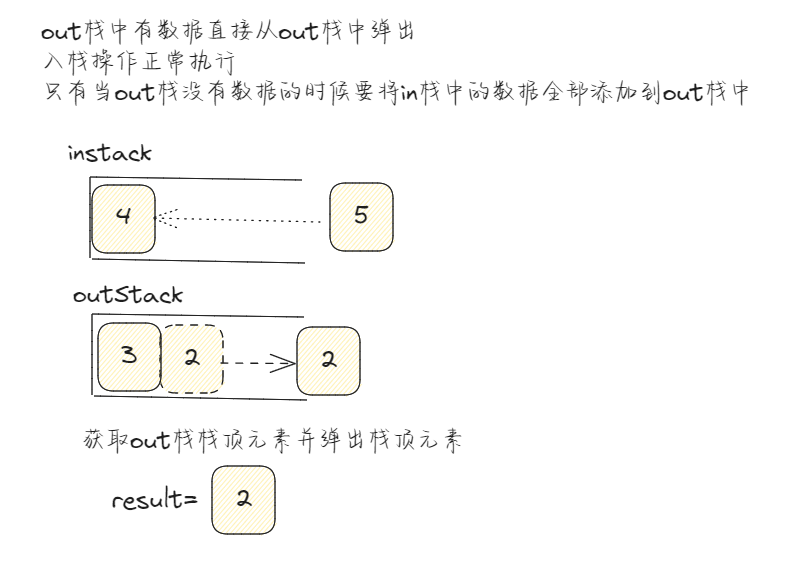 out栈中有数据直接从out栈中弹出
入栈操作正常执行
只有当out栈没有数据的时候要将in栈中的数据全部添加到out栈中
instack
4
5
outStack
3
2
2
获取out栈栈顶元素并弹出栈顶元素
result=
2